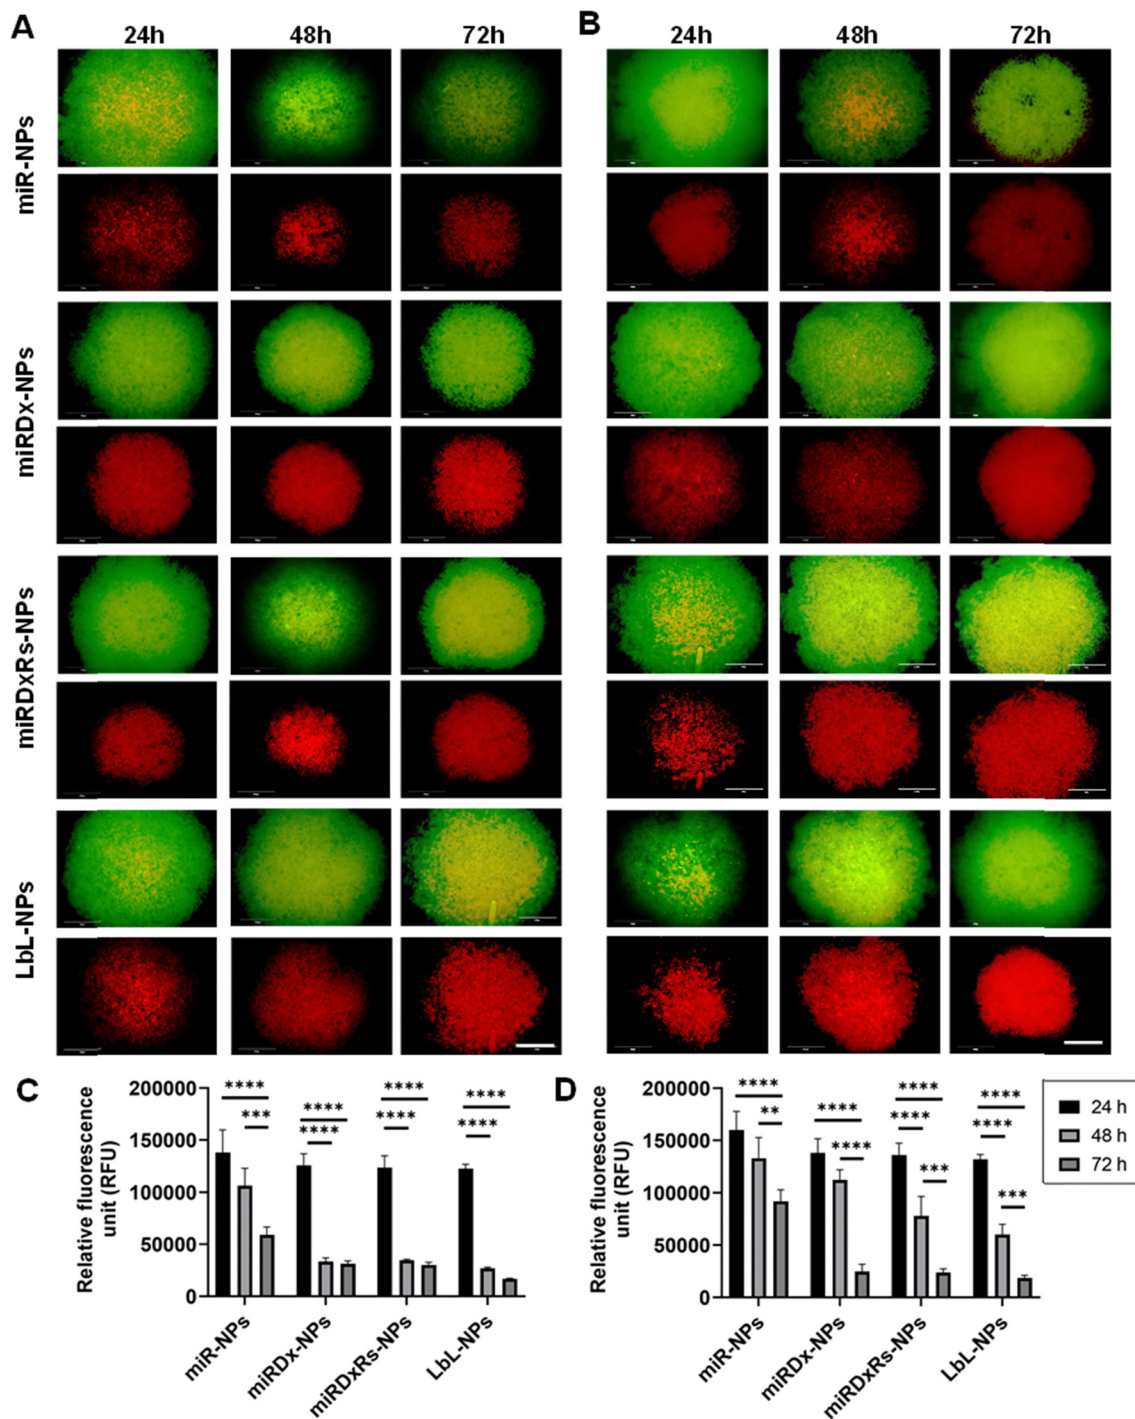 A
24h 48h 72h
B
24h 48h 72h
miR-NPs
miRDx-NPs
miRDxRs-NPs
LbL-NPs
C
Relative fluorescence
unit (RFU)
200000
150000
100000
50000
0
**** *** **** **** **** **** **** ****
miR-NPs
miRDx-NPs
miRDxRs-NPs
LbL-NPs
D
Relative fluorescence
unit (RFU)
200000
150000
100000
50000
0
**** ** **** **** **** **** *** **** **** ***
miR-NPs
miRDx-NPs
miRDxRs-NPs
LbL-NPs
24 h
48 h
72 h